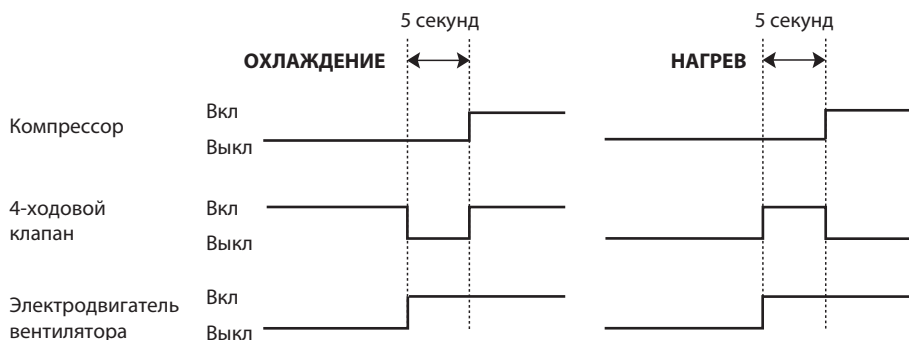 5 секунд 5 секунд
ОХЛАЖДЕНИЕ НАГРЕВ
Компрессор
Вкл
Выкл
4-ходовой
клапан
Вкл
Выкл
Электродвигатель
вентилятора
Вкл
Выкл